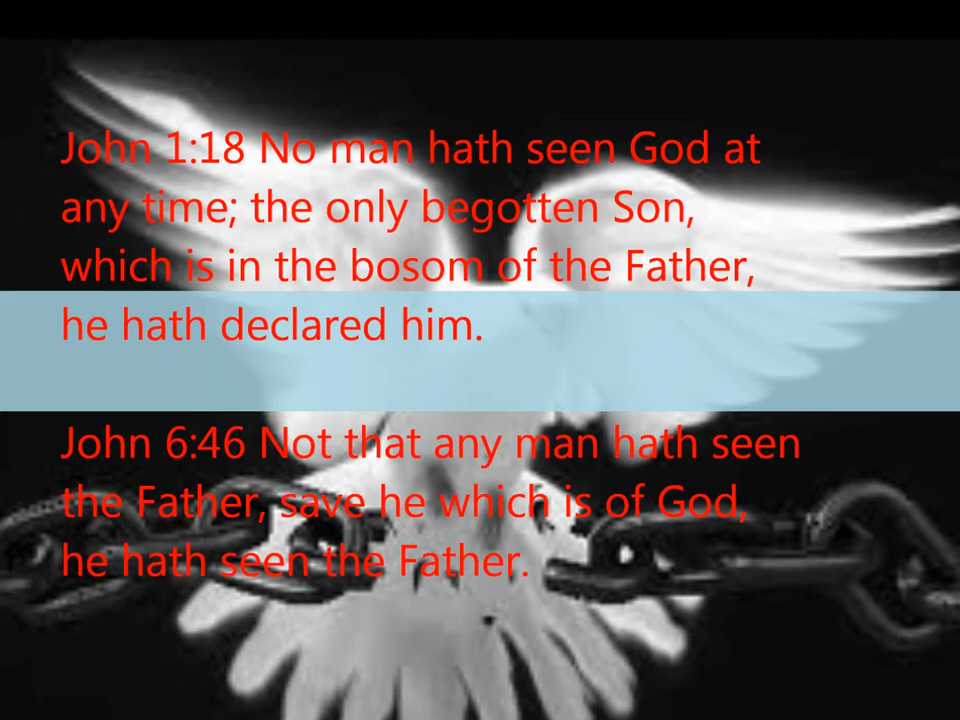 John 1:18 No man hath seen God at
any time; the only begotten Son,
which is in the bosom of the Father,
he hath declared him.
John 6:46 Not that any man hath seen
the Father, save he which is of God,
he hath seen the Father.